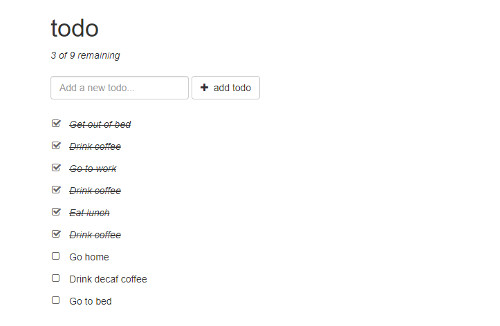 todo
3 of 9 remaining
Add a new todo...
add todo
Get out of bed
Drink coffee
Go to work
Drink coffee
Eat lunch
Drink coffee
Go home
Drink decaf coffee
Go to bed